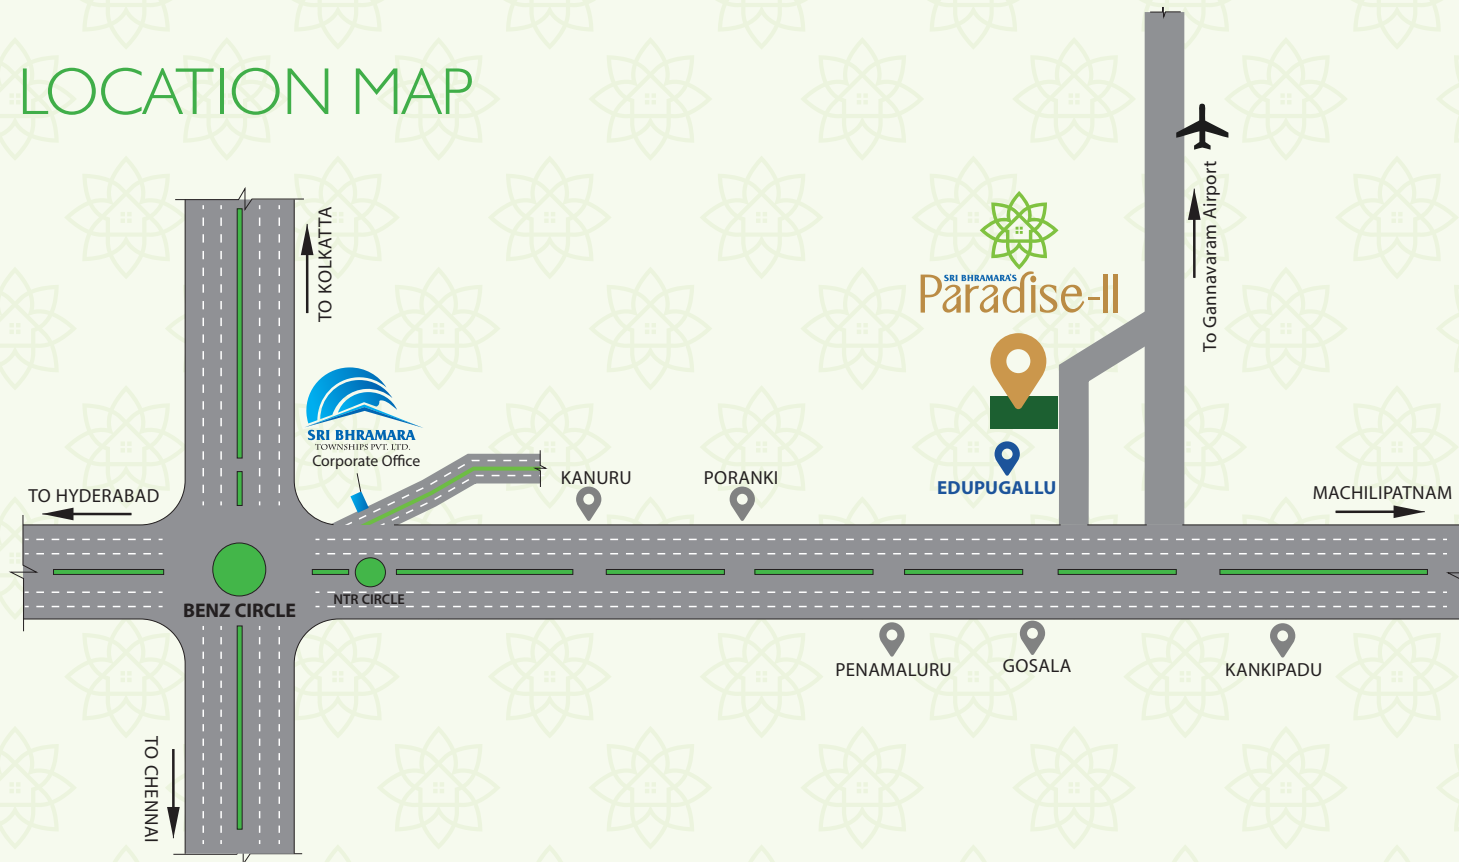 LOCATION MAP
TO KOLKATTA
To Gannavaram Airport
SRI BHRAMARA'S
Paradise-II
SRI BHRAMARA
TOWNSHIPS PVT. LTD.
Corporate Office
KANURU
PORANKI
EDUPUGALLU
TO HYDERABAD
MACHILIPATNAM
BENZ CIRCLE
NTR CIRCLE
PENAMALURU
GOSALA
KANKIPADU
TO CHENNAI